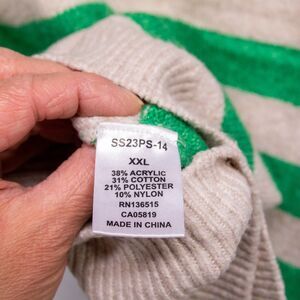 SS23PS-14
XXL
38% ACRYLIC
31% COTTON
21% POLYESTER
10% NYLON
RN136515
CA05819
MADE IN CHINA